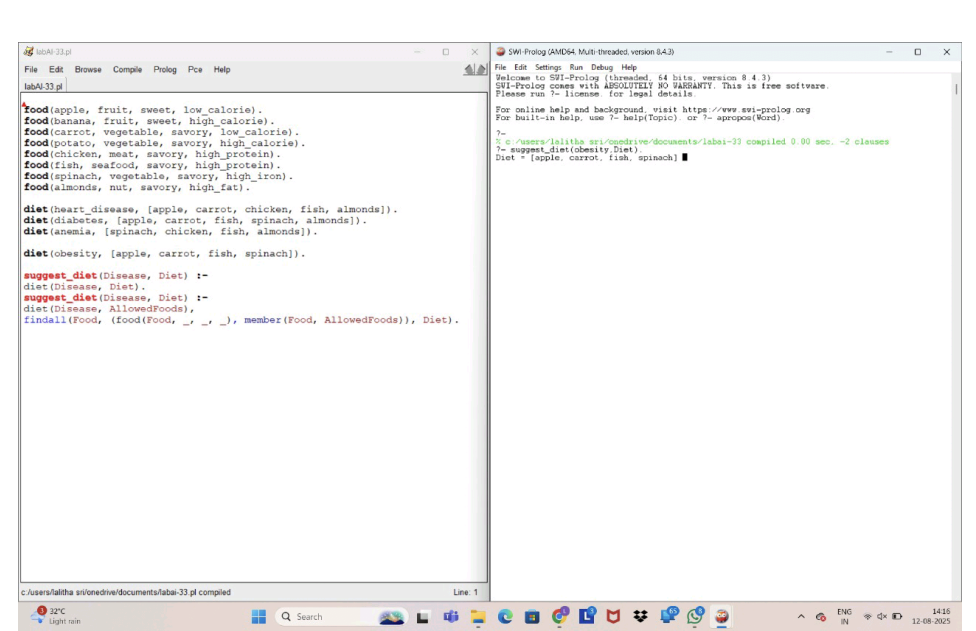 labAI-33.pl
File Edit Browse Compile Prolog Pce Help
labAI-33.pl
food(apple, fruit, sweet, low_calorie).
food(banana, fruit, sweet, high_calorie).
food(carrot, vegetable, savory, low_calorie).
food(potato, vegetable, savory, high_calorie).
food(chicken, meat, savory, high_protein).
food(fish, seafood, savory, high_protein).
food(spinach, vegetable, savory, high_iron).
food(almonds, nut, savory, high_fat).
diet(heart_disease, [apple, carrot, chicken, fish, almonds]).
diet(diabetes, [apple, carrot, fish, spinach, almonds]).
diet(anemia, [spinach, chicken, fish, almonds]).
diet(obesity, [apple, carrot, fish, spinach]).
suggest_diet(Disease, Diet) :-
diet(Disease, Diet).
suggest_diet(Disease, Diet) :-
diet(Disease, AllowedFoods),
findall(Food, (food(Food, _, _, _), member(Food, AllowedFoods)), Diet).
c:/users/lalitha sri/onedrive/documents/labai-33.pl compiled
Line: 1
SWI-Prolog (AMD64, Multi-threaded, version 8.4.3)
File Edit Settings Run Debug Help
Welcome to SWI-Prolog (threaded, 64 bits, version 8.4.3)
SWI-Prolog comes with ABSOLUTELY NO WARRANTY. This is free software.
Please run ?- license. for legal details.
For online help and background, visit https://www.swi-prolog.org
For built-in help, use ?- help(Topic). or ?- apropos(Word).
?-
% c:/users/lalitha sri/onedrive/documents/labai-33 compiled 0.00 sec, -2 clauses
?- suggest_diet(obesity,Diet).
Diet = [apple, carrot, fish, spinach]
32°C
Light rain
Search
ENG
IN
14:16
12-08-2025